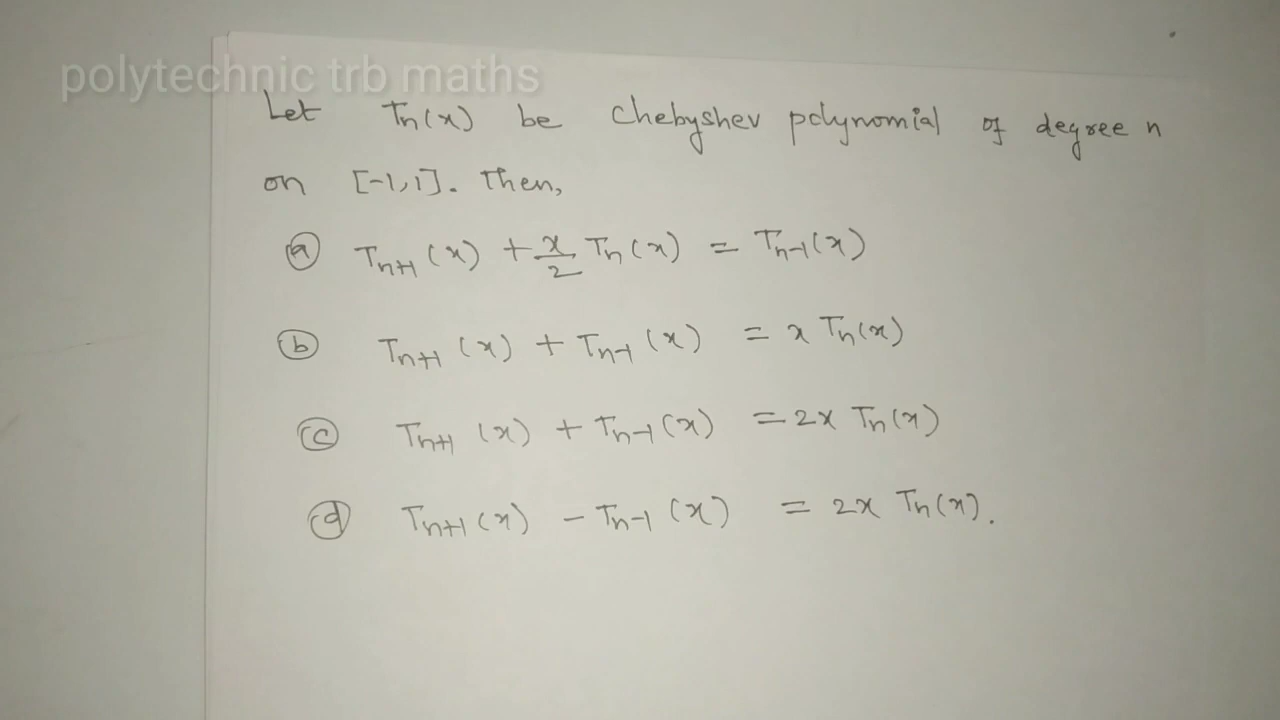 polytechnic trb maths
Let Tn(x) be Chebyshev polynomial of degree n
on [-1,1]. Then,
(a) Tn+1 (x) + x/2 Tn(x) = Tn-1(x)
(b) Tn+1 (x) + Tn-1 (x) = x Tn(x)
(c) Tn+1 (x) + Tn-1(x) = 2x Tn(x)
(d) Tn+1(x) - Tn-1 (x) = 2x Tn(x).